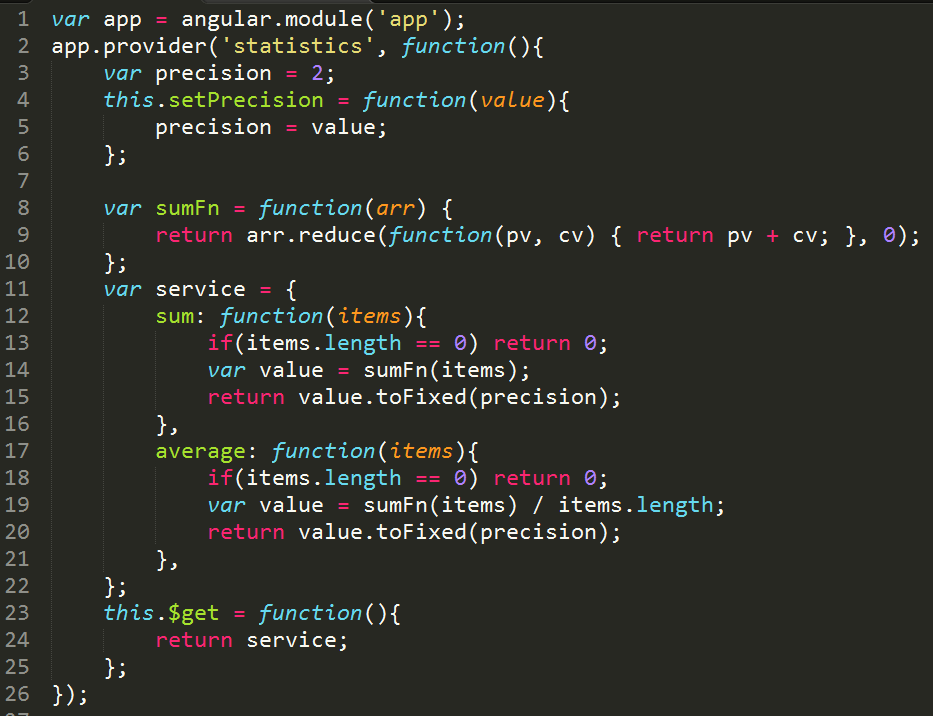 1 var app = angular.module('app');
2 app.provider('statistics', function(){
3     var precision = 2;
4     this.setPrecision = function(value){
5         precision = value;
6     };
7
8     var sumFn = function(arr) {
9         return arr.reduce(function(pv, cv) { return pv + cv; }, 0);
10     };
11     var service = {
12         sum: function(items){
13             if(items.length == 0) return 0;
14             var value = sumFn(items);
15             return value.toFixed(precision);
16         },
17         average: function(items){
18             if(items.length == 0) return 0;
19             var value = sumFn(items) / items.length;
20             return value.toFixed(precision);
21         },
22     };
23     this.$get = function(){
24         return service;
25     };
26 });